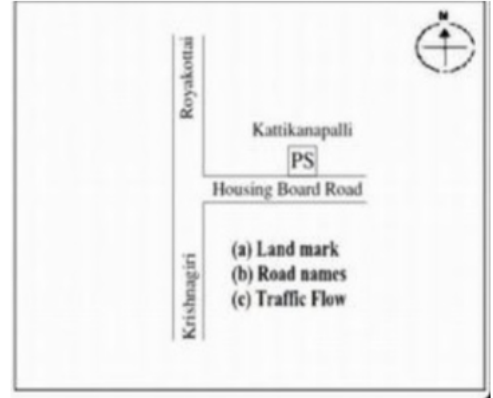 N
Royakottai
Kattikanapalli
PS
Housing Board Road
Krishnagiri
(a) Land mark
(b) Road names
(c) Traffic Flow